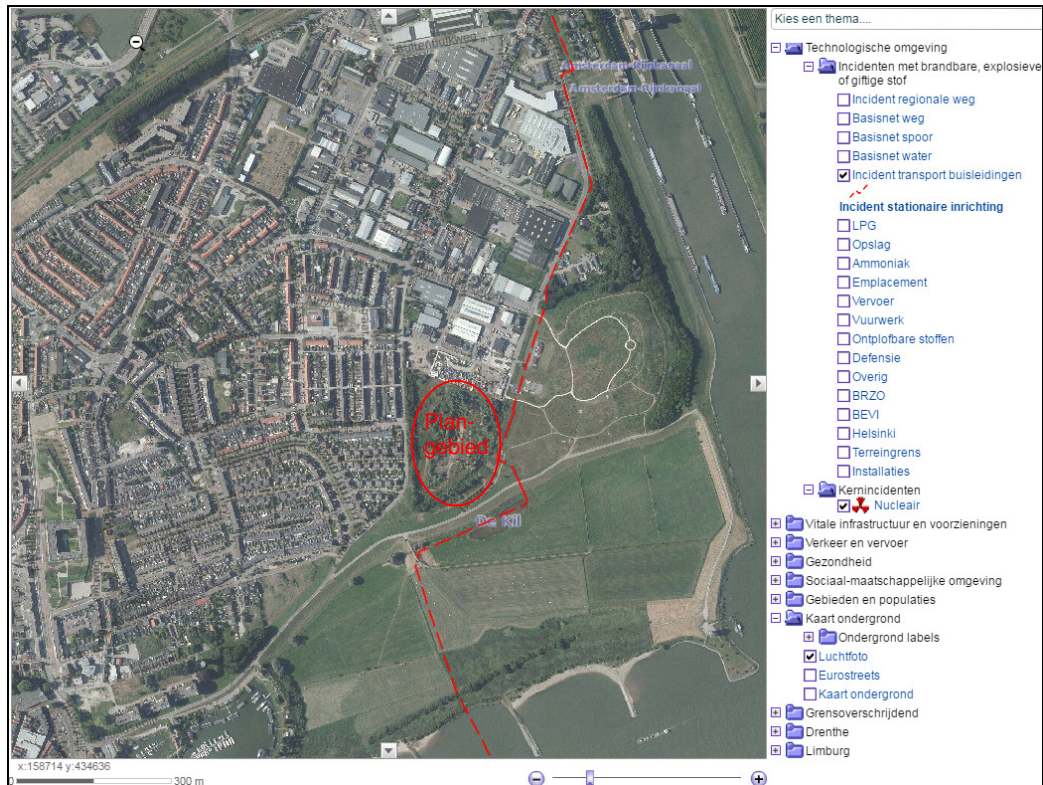 Buitenbulkweg
Amsterdam-Rijnkanaal
Amsterdam-Rijnkanaal
Plan-
gebied
De Kil
x:158714 y:434636
0
300 m
Kies een thema....
Technologische omgeving
Incidenten met brandbare, explosieve
of giftige stof
Incident regionale weg
Basisnet weg
Basisnet spoor
Basisnet water
Incident transport buisleidingen
Incident stationaire inrichting
LPG
Opslag
Ammoniak
Emplacement
Vervoer
Vuurwerk
Ontplofbare stoffen
Defensie
Overig
BRZO
BEVI
Helsinki
Terreingrens
Installaties
Kernincidenten
Nucleair
Vitale infrastructuur en voorzieningen
Verkeer en vervoer
Gezondheid
Sociaal-maatschappelijke omgeving
Gebieden en populaties
Kaart ondergrond
Ondergrond labels
Luchtfoto
Eurostreets
Kaart ondergrond
Grensoverschrijdend
Drenthe
Limburg